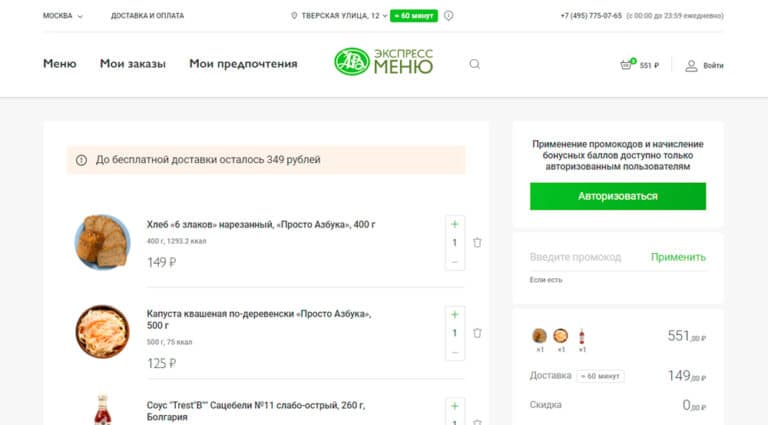 МОСКВА
ДОСТАВКА И ОПЛАТА
ТВЕРСКАЯ УЛИЦА, 12
≈ 60 минут
+7 (495) 775-07-65 (с 00:00 до 23:59 ежедневно)
Меню
Мои заказы
Мои предпочтения
АВ
ЭКСПРЕСС
МЕНЮ
3
551 ₽
Войти
До бесплатной доставки осталось 349 рублей
Хлеб «6 злаков» нарезанный, «Просто Азбука», 400 г
400 г, 1293.2 ккал
149 ₽
+
1
–
Капуста квашеная по-деревенски «Просто Азбука»,
500 г
500 г, 75 ккал
125 ₽
+
1
–
Соус "Trest"B"" Сацебели №11 слабо-острый, 260 г,
Болгария
+
Применение промокодов и начисление
бонусных баллов доступно только
авторизованным пользователям
Авторизоваться
Введите промокод
Применить
Если есть
×1 ×1 ×1
551,00 ₽
Доставка ≈ 60 минут 149,00 ₽
Скидка 0,00 ₽